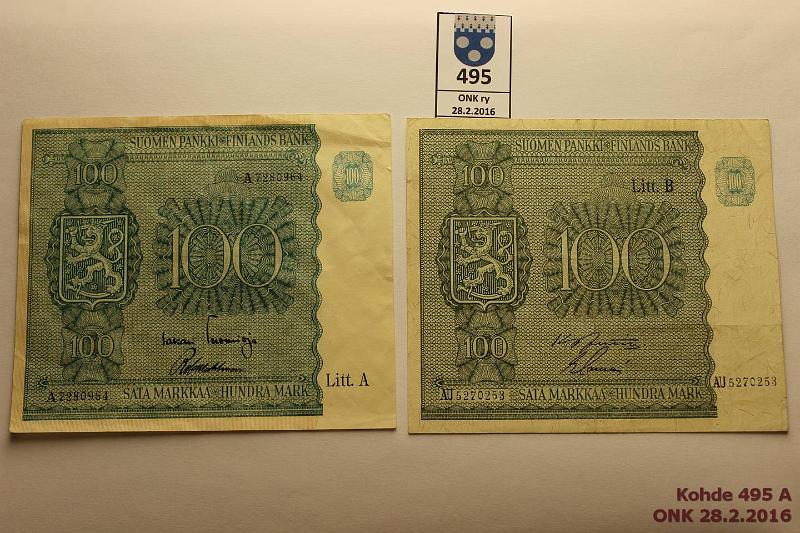 495
ONK ry
28.2.2016
SUOMEN PANKKI FINLANDS BANK
100
100
A 7280964
100
100
Litt. A
A 7280964
SATA MARKKAA HUNDRA MARK
SUOMEN PANKKI FINLANDS BANK
100
100
Litt. B
100
100
AU 5270253
AU 5270253
SATA MARKKAA HUNDRA MARK
Kohde 495 A
ONK 28.2.2016